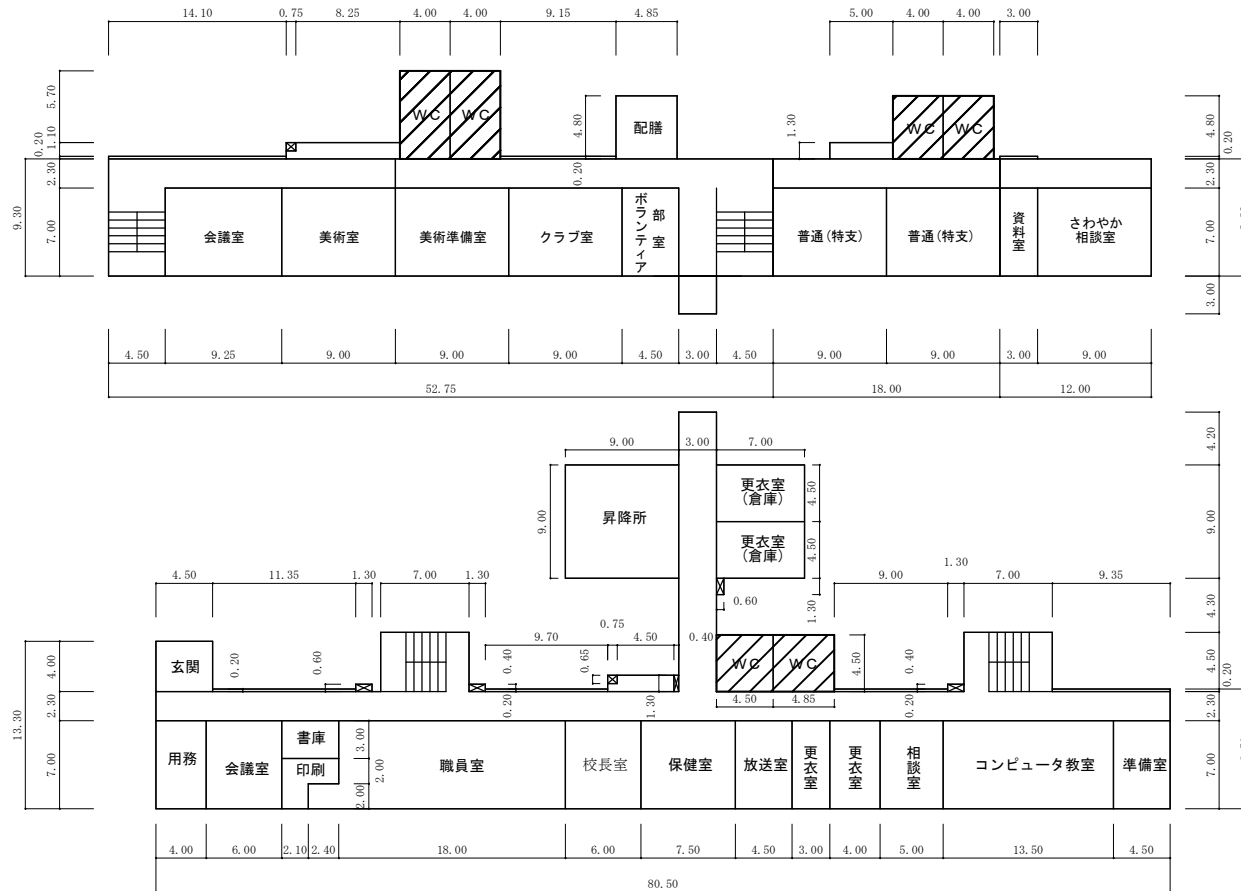 14.10 0.75 8.25 4.00 4.00 9.15 4.85 5.00 4.00 4.00 3.00
5.70
1.10
0.20
2.30
7.00
9.30
WC WC
4.80
配膳
1.30
WC WC
4.80
0.20
2.30
7.00
3.00
0.20
会議室
美術室
美術準備室
クラブ室
ボランティア
部室
普通(特支)
普通(特支)
資料室
さわやか
相談室
4.50 9.25 9.00 9.00 9.00 4.50 3.00 4.50 9.00 9.00 3.00 9.00
52.75 18.00 12.00
9.00 3.00 7.00
4.20
9.00
昇降所
更衣室
(倉庫)
4.50
更衣室
(倉庫)
4.50
9.00
4.30
4.50 11.35 1.30 7.00 1.30
9.00 1.30 7.00 9.35
0.60
1.30
0.75
9.70 4.50 0.40
玄関
0.20
0.60
0.40
0.65
WC WC
4.50
0.40
4.50
0.20
4.00
2.30
7.00
13.30
0.20
1.30
4.50 4.85
0.20
2.30
7.00
用務
会議室
書庫
印刷
3.00
2.00
2.00
職員室
校長室
保健室
放送室
更衣室
更衣室
相談室
コンピュータ教室
準備室
4.00 6.00 2.10 2.40 18.00 6.00 7.50 4.50 3.00 4.00 5.00 13.50 4.50
80.50